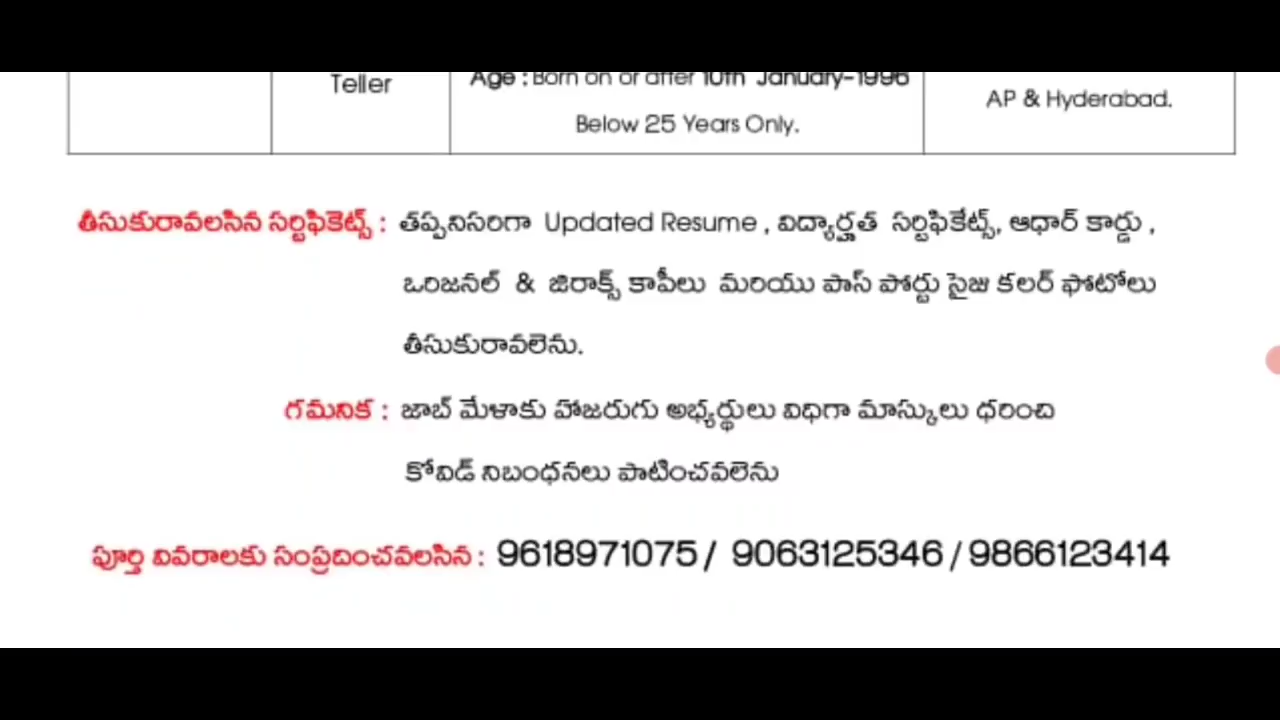 Teller
Age : Born on or after 10th January-1996
Below 25 Years Only.
AP & Hyderabad.
తీసుకురావలసిన సర్టిఫికెట్స్ : తప్పనిసరిగా Updated Resume , విద్యార్హత సర్టిఫికేట్స్, ఆధార్ కార్డు ,
ఒరిజనల్ & జిరాక్స్ కాపీలు మరియు పాస్ పోర్టు సైజు కలర్ ఫోటోలు
తీసుకురావలెను.
గమనిక : జాబ్ మేళాకు హాజరుగు అభ్యర్థులు విధిగా మాస్కులు ధరించి
కోవిడ్ నిబంధనలు పాటించవలెను
పూర్తి వివరాలకు సంప్రదించవలసిన : 9618971075 / 9063125346 / 9866123414